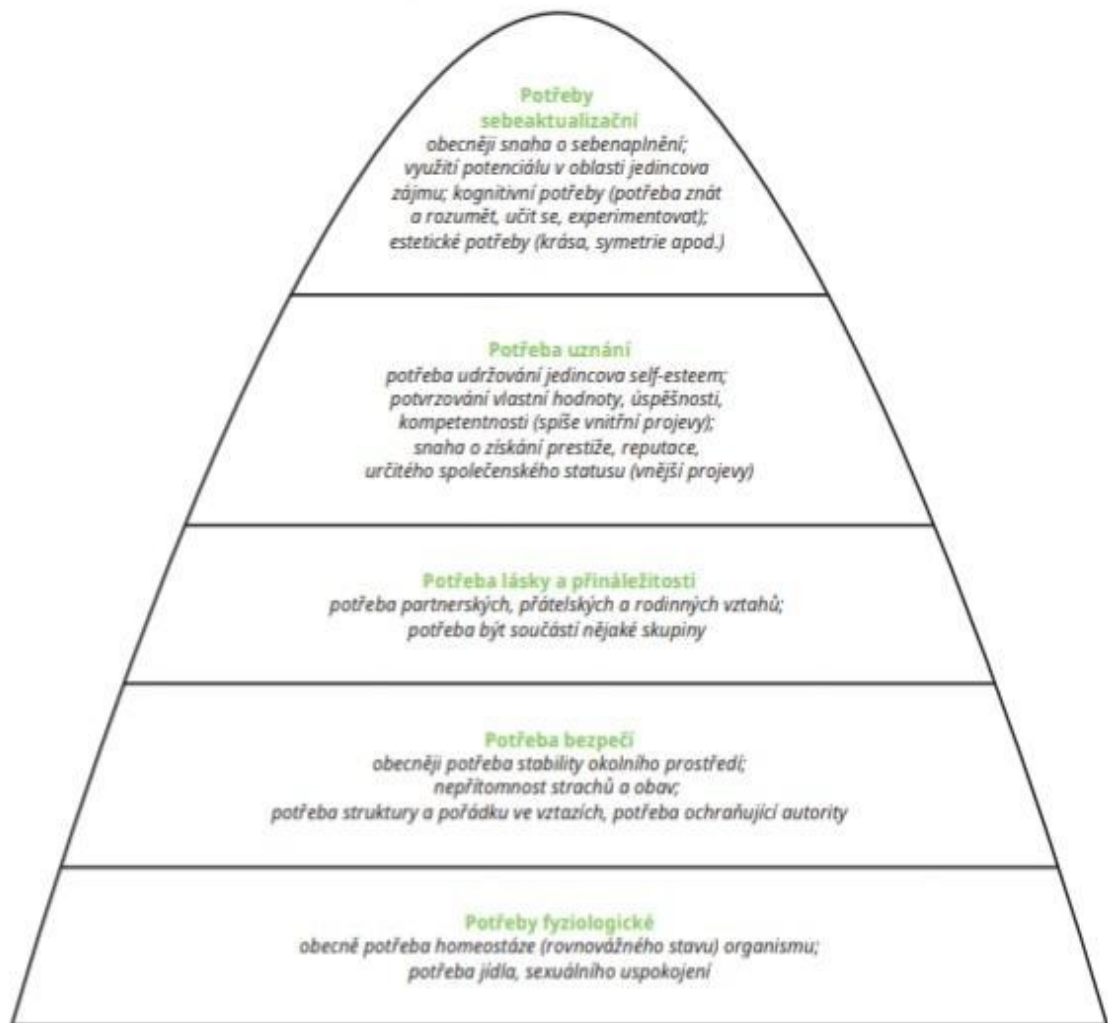 Potřeby
sebeaktualizační
obecněji snaha o sebenaplnění;
využití potenciálu v oblasti jedincova
zájmu; kognitivní potřeby (potřeba znát
a rozumět, učit se, experimentovat);
estetické potřeby (krása, symetrie apod.)
Potřeba uznání
potřeba udržování jedincova self-esteem;
potvrzování vlastní hodnoty, úspěšnosti,
kompetentnosti (spíše vnitřní projevy);
snaha o získání prestiže, reputace,
určitého společenského statusu (vnější projevy)
Potřeba lásky a přináležitosti
potřeba partnerských, přátelských a rodinných vztahů;
potřeba být součástí nějaké skupiny
Potřeba bezpečí
obecněji potřeba stability okolního prostředí;
nepřítomnost strachů a obav;
potřeba struktury a pořádku ve vztazích, potřeba ochraňující autority
Potřeby fyziologické
obecně potřeba homeostáze (rovnovážného stavu) organismu;
potřeba jídla, sexuálního uspokojení